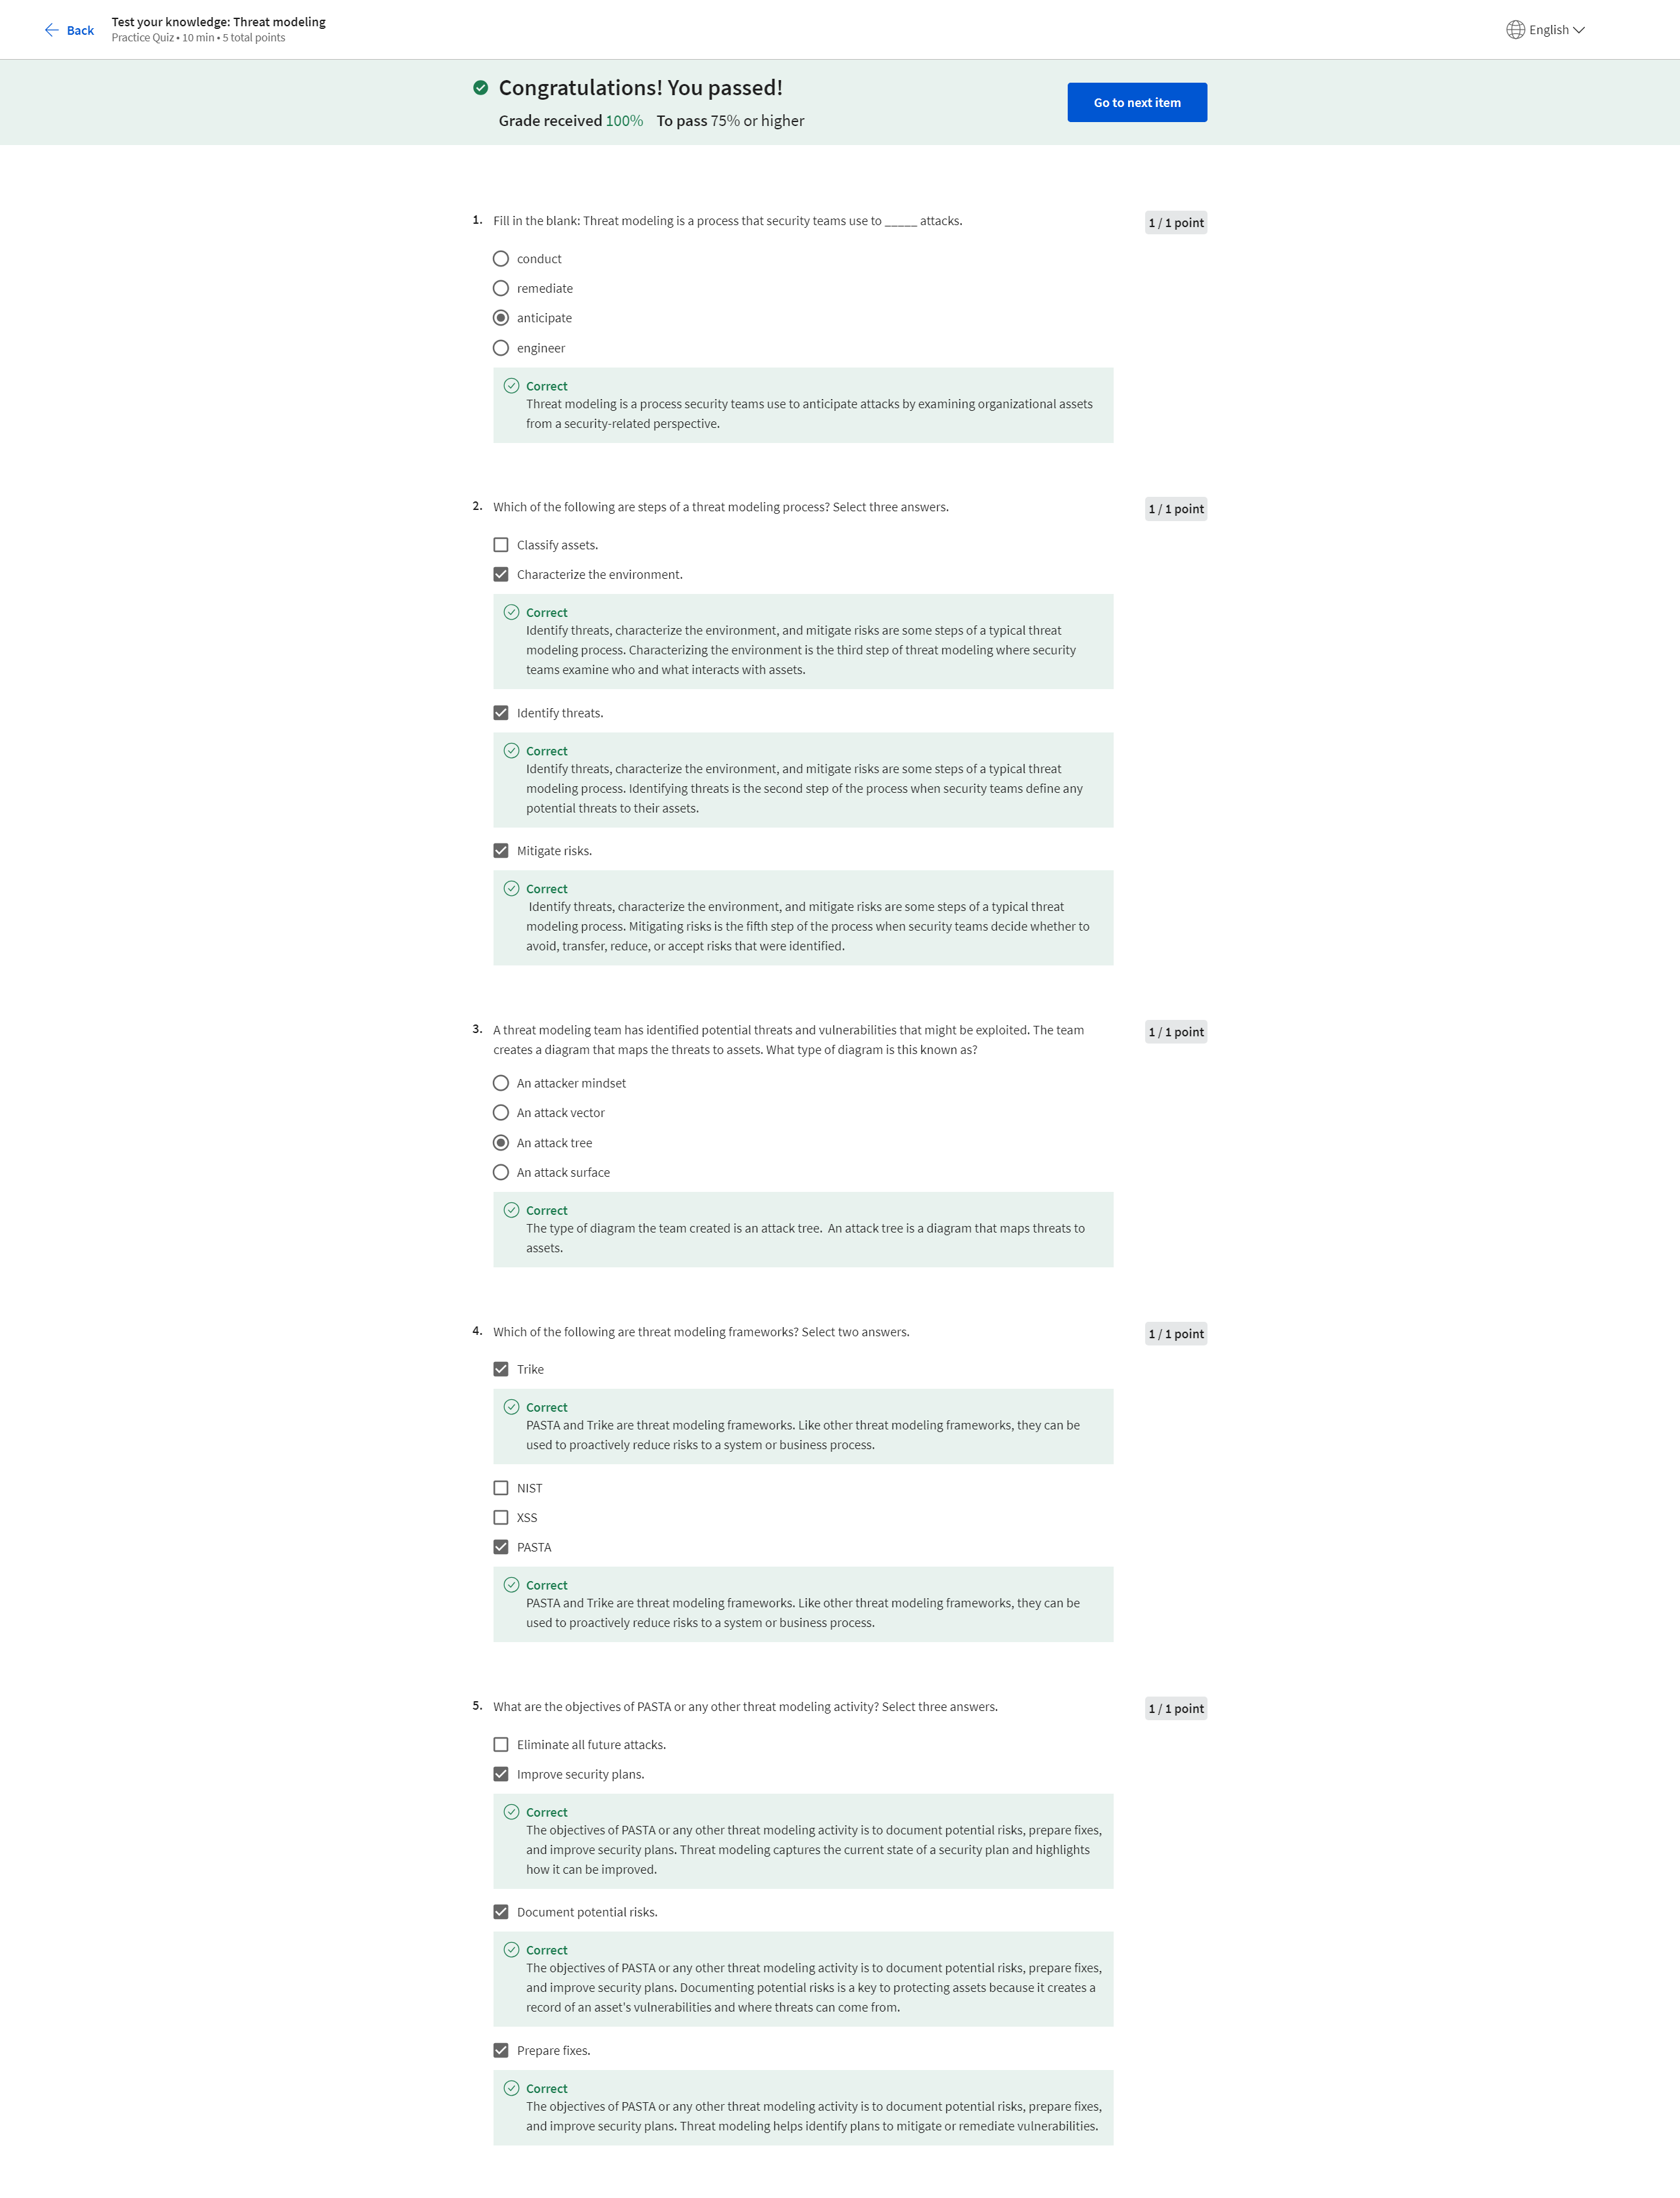 Back
Test your knowledge: Threat modeling
Practice Quiz • 10 min • 5 total points
English
Congratulations! You passed!
Grade received 100% To pass 75% or higher
Go to next item
1. Fill in the blank: Threat modeling is a process that security teams use to _____ attacks.
1 / 1 point
conduct
remediate
anticipate
engineer
Correct
Threat modeling is a process security teams use to anticipate attacks by examining organizational assets
from a security-related perspective.
2. Which of the following are steps of a threat modeling process? Select three answers.
1 / 1 point
Classify assets.
Characterize the environment.
Correct
Identify threats, characterize the environment, and mitigate risks are some steps of a typical threat
modeling process. Characterizing the environment is the third step of threat modeling where security
teams examine who and what interacts with assets.
Identify threats.
Correct
Identify threats, characterize the environment, and mitigate risks are some steps of a typical threat
modeling process. Identifying threats is the second step of the process when security teams define any
potential threats to their assets.
Mitigate risks.
Correct
Identify threats, characterize the environment, and mitigate risks are some steps of a typical threat
modeling process. Mitigating risks is the fifth step of the process when security teams decide whether to
avoid, transfer, reduce, or accept risks that were identified.
3. A threat modeling team has identified potential threats and vulnerabilities that might be exploited. The team
creates a diagram that maps the threats to assets. What type of diagram is this known as?
1 / 1 point
An attacker mindset
An attack vector
An attack tree
An attack surface
Correct
The type of diagram the team created is an attack tree. An attack tree is a diagram that maps threats to
assets.
4. Which of the following are threat modeling frameworks? Select two answers.
1 / 1 point
Trike
Correct
PASTA and Trike are threat modeling frameworks. Like other threat modeling frameworks, they can be
used to proactively reduce risks to a system or business process.
NIST
XSS
PASTA
Correct
PASTA and Trike are threat modeling frameworks. Like other threat modeling frameworks, they can be
used to proactively reduce risks to a system or business process.
5. What are the objectives of PASTA or any other threat modeling activity? Select three answers.
1 / 1 point
Eliminate all future attacks.
Improve security plans.
Correct
The objectives of PASTA or any other threat modeling activity is to document potential risks, prepare fixes,
and improve security plans. Threat modeling captures the current state of a security plan and highlights
how it can be improved.
Document potential risks.
Correct
The objectives of PASTA or any other threat modeling activity is to document potential risks, prepare fixes,
and improve security plans. Documenting potential risks is a key to protecting assets because it creates a
record of an asset's vulnerabilities and where threats can come from.
Prepare fixes.
Correct
The objectives of PASTA or any other threat modeling activity is to document potential risks, prepare fixes,
and improve security plans. Threat modeling helps identify plans to mitigate or remediate vulnerabilities.